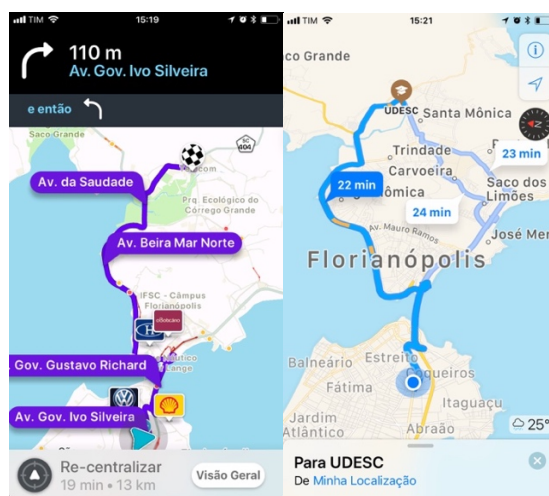 TIM
15:19
110 m
Av. Gov. Ivo Silveira
e então
Saco Grande
SC
404
Av. da Saudade
Prq. Ecológico do
Córrego Grande
Av. Beira Mar Norte
IFSC - Câmpus
Florianópolis
. Gov. Gustavo Richard
Av. Gov. Ivo Silveira
Re-centralizar
19 min • 13 km
Visão Geral
TIM
15:21
co Grande
UDESC
Santa Mônica
Trindade
23 min
Carvoeira
22 min
ômica
Saco dos
Limões
24 min
Av. Mauro Ramos
José Men
Florianópolis
Balneário
Estreito
Coqueiros
Fátima
Itaguaçu
Jardim
Atlântico
Abraão
25°
Para UDESC
De Minha Localização